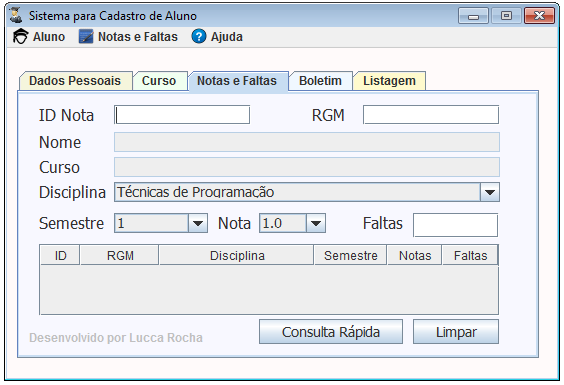 Sistema para Cadastro de Aluno
Aluno Notas e Faltas ? Ajuda
Dados Pessoais Curso Notas e Faltas Boletim Listagem
ID Nota RGM
Nome
Curso
Disciplina Técnicas de Programação
Semestre 1 Nota 1.0 Faltas
ID RGM Disciplina Semestre Notas Faltas
Desenvolvido por Lucca Rocha Consulta Rápida Limpar